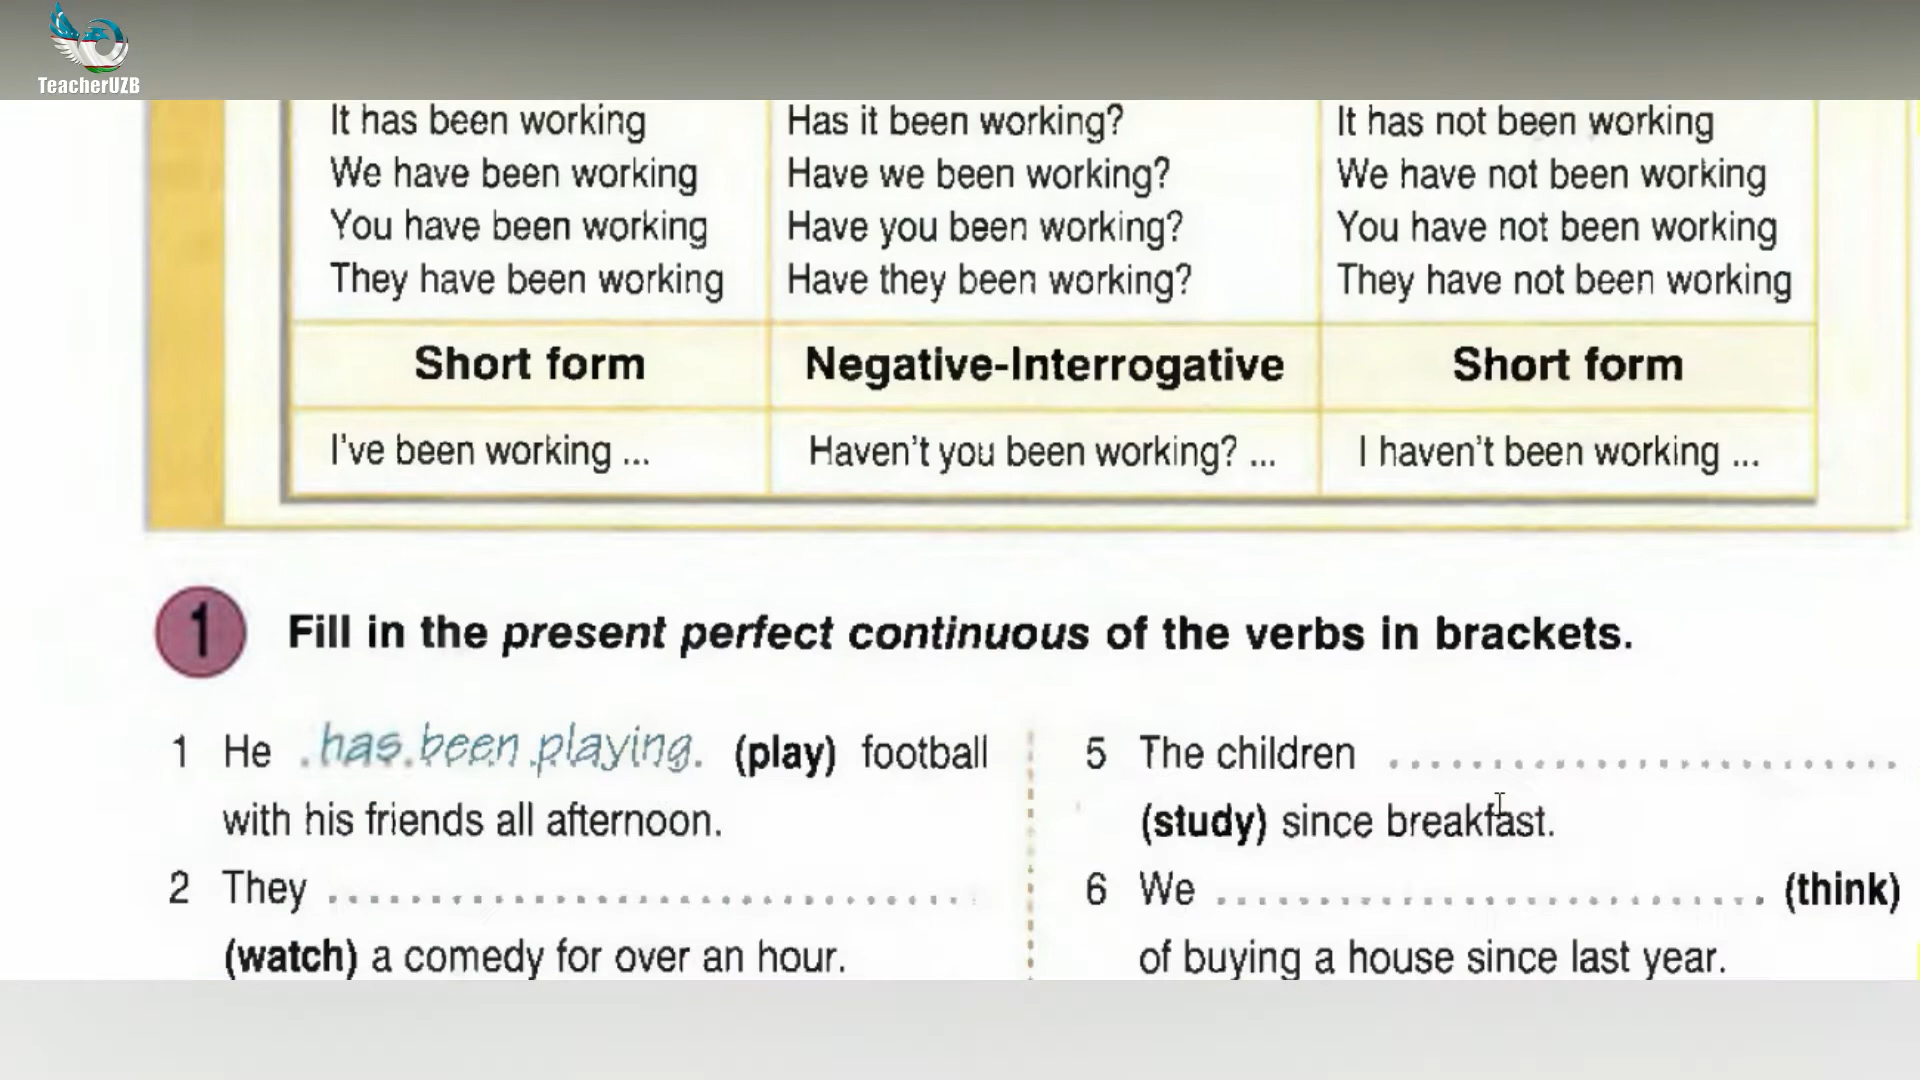 TeacherUZB
It has been working
We have been working
You have been working
They have been working
Has it been working?
Have we been working?
Have you been working?
Have they been working?
It has not been working
We have not been working
You have not been working
They have not been working
Short form
Negative-Interrogative
Short form
I've been working ...
Haven't you been working? ...
I haven't been working ...
1 Fill in the present perfect continuous of the verbs in brackets.
1 He .has.been.playing. (play) football
with his friends all afternoon.
2 They ..............................
(watch) a comedy for over an hour.
5 The children ........................
(study) since breakfast.
6 We .......................... (think)
of buying a house since last year.